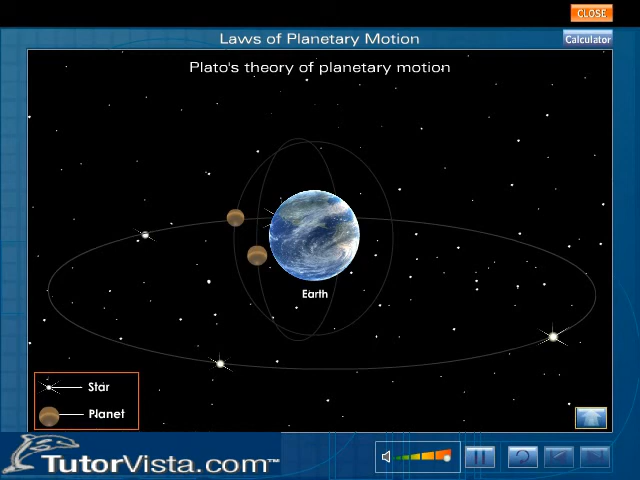 CLOSE
Laws of Planetary Motion
Calculator
Plato's theory of planetary motion
Earth
Star
Planet
TutorVista.com™